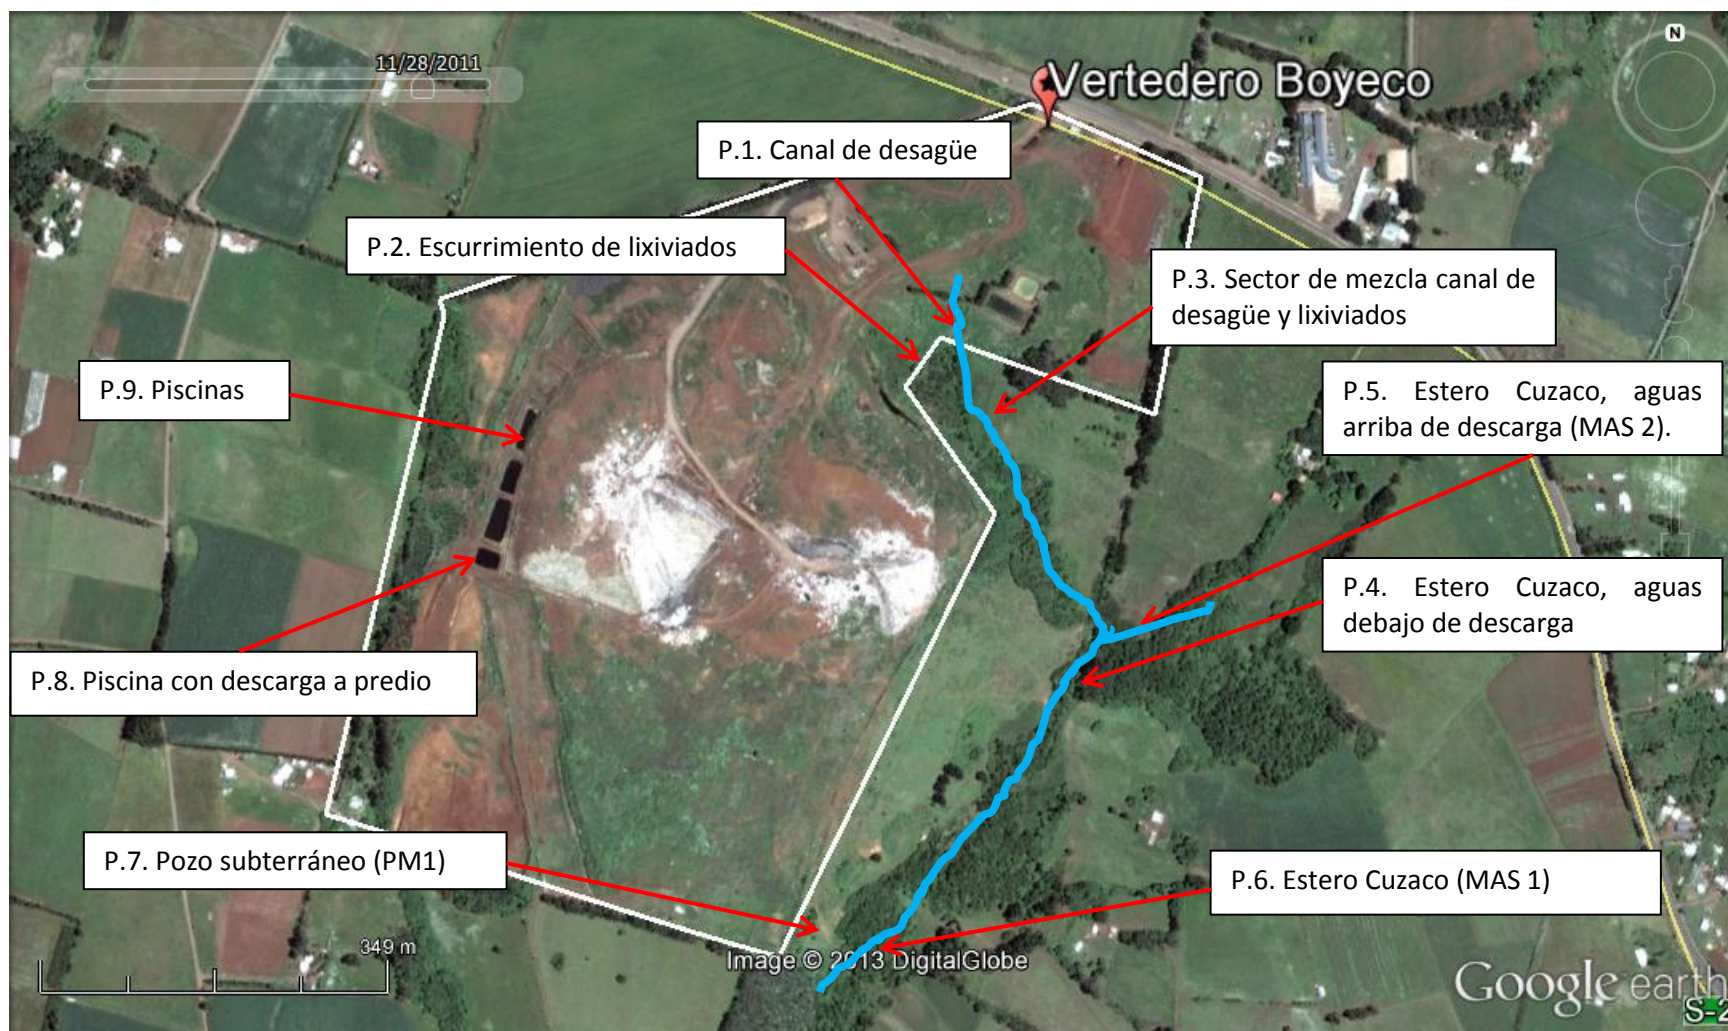 11/28/2011
Vertedero Boyeco
P.1. Canal de desagüe
N
P.2. Escurrimiento de lixiviados
P.3. Sector de mezcla canal de
desagüe y lixiviados
P.9. Piscinas
P.5. Estero Cuzaco, aguas
arriba de descarga (MAS 2).
P.4. Estero Cuzaco, aguas
debajo de descarga
P.8. Piscina con descarga a predio
P.7. Pozo subterráneo (PM1)
P.6. Estero Cuzaco (MAS 1)
349 m
Image © 2013 DigitalGlobe
Google earth